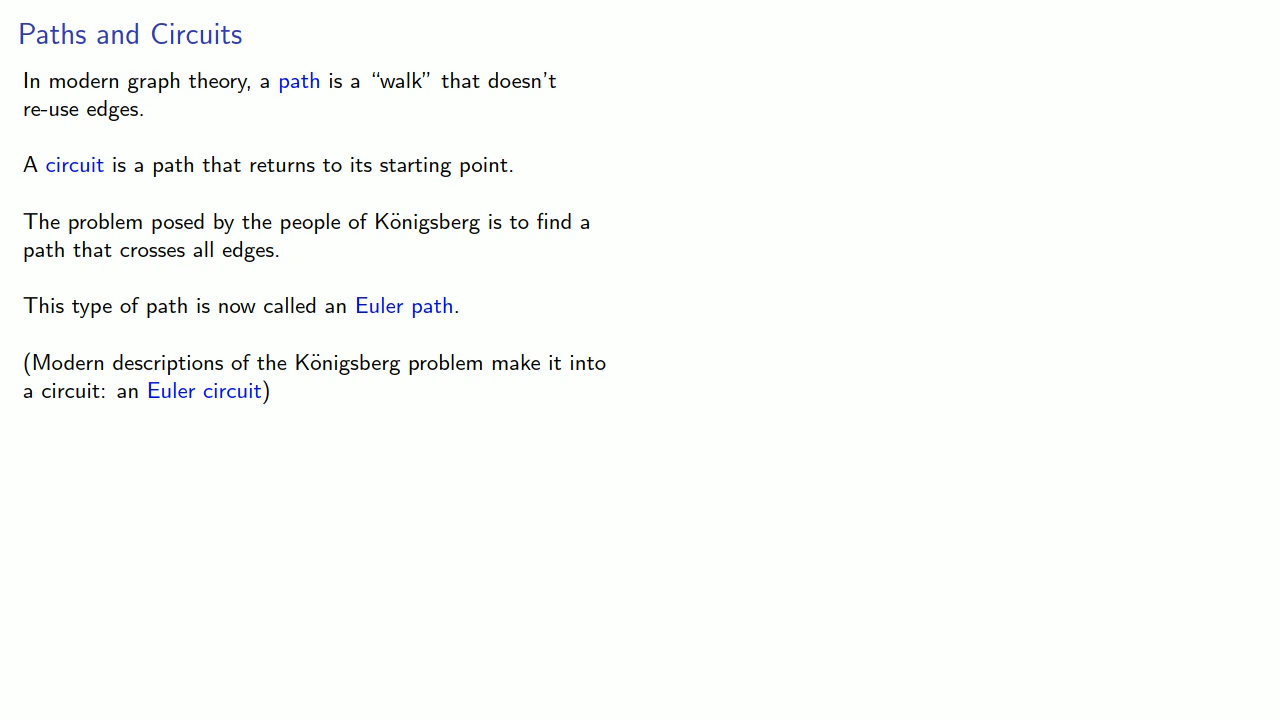 Paths and Circuits
In modern graph theory, a path is a “walk” that doesn’t
re-use edges.
A circuit is a path that returns to its starting point.
The problem posed by the people of Königsberg is to find a
path that crosses all edges.
This type of path is now called an Euler path.
(Modern descriptions of the Königsberg problem make it into
a circuit: an Euler circuit)